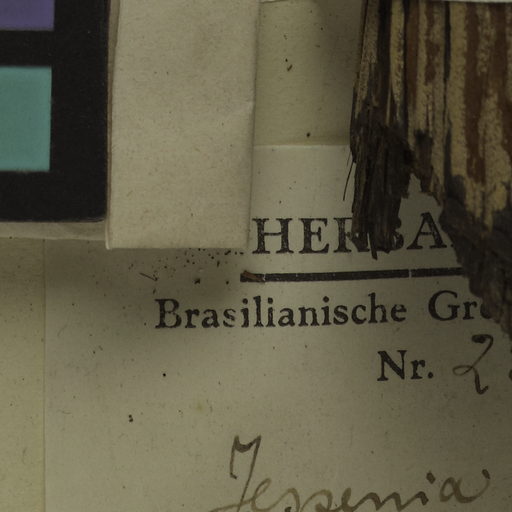 HERBA
Brasilianische Gr
Nr. 2
Jessenia